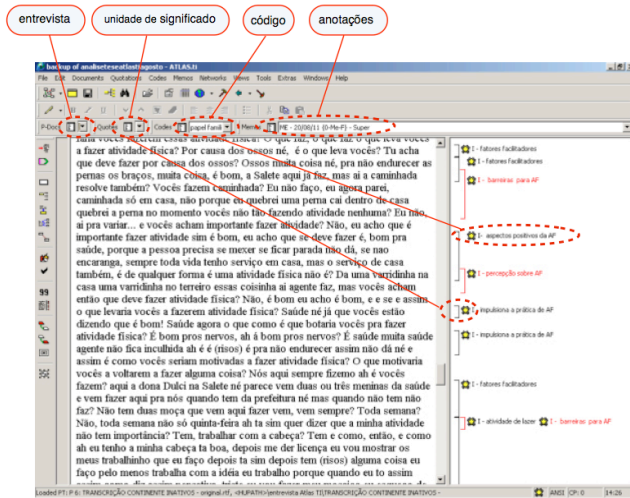 entrevista
unidade de significado
código
anotações
backup of analiseteseatlastiagosto - ATLAS.ti
File Edit Documents Quotations Codes Memos Networks Views Tools Extras Windows Help
P-Docs Quotes Codes papel famili Memos ME - 20/08/11 {0-Me-F} - Super
a fazer atividade física? Por causa dos ossos né, é o que leva vocês? Tu acha
que deve fazer por causa dos ossos? Ossos muita coisa né, pra não endurecer as
pernas os braços, muita coisa, é bom, a Salete aqui já faz, mas ai a caminhada
resolve também? Vocês fazem caminhada? Eu não faço, eu agora parei,
caminhada só em casa, não porque eu quebrei uma perna cai dentro de casa
quebrei a perna no momento vocês não tão fazendo atividade nenhuma? Eu não,
ai pra variar... e vocês acham importante fazer atividade? Não, eu acho que é
importante fazer atividade sim é bom, eu acho que se deve fazer é, bom pra
saúde, porque a pessoa precisa se mexer se ficar parada não dá, se nao
encaranga, sempre toda vida tenho serviço em casa, mas o serviço de casa
também, é de qualquer forma é uma atividade física não é? Da uma varridinha na
casa uma varridinha no terreiro essas coisinha ai agente faz, mas vocês acham
então que deve fazer atividade física? Não, é bom eu acho é bom, e e se e assim
o que levaria vocês a fazerem atividade física? Saúde né já que vocês estão
dizendo que é bom! Saúde agora o que como é que botaria vocês pra fazer
atividade física? É bom pros nervos, ah á bom pros nervos? É saúde muita saúde
agente não fica inculhida ah é (risos) é pra não endurecer assim não dá né e
assim é como vocês seriam motivadas a fazer atividade física? O que motivaria
vocês a voltarem a fazer alguma coisa? Nós aqui sempre fizemo ah é vocês
fazem? aqui a dona Dulci na Salete né parece vem duas ou três meninas da saúde
e vem fazer aqui pra nós quando tem da prefeitura né mas quando não tem não
faz? Não tem duas moça que vem aqui fazer vem, vem sempre? Toda semana?
Não, toda semana não só quinta-feira ah ta sim quer dizer que a minha atividade
não tem importância? Tem, trabalhar com a cabeça? Tem e como, então, e como
ah eu tenho a minha cabeça ta boa, depois me der licença eu vou mostrar os
meus trabalhinho que eu faço depois ta sim depois tem (risos) alguma coisa eu
faço pelo menos trabalha com a idéia eu trabalho porque quando eu to assim
I - fatores facilitadores
I - fatores facilitadores
I - barreiras para AF
I- aspectos positivos da AF
I - percepção sobre AF
I - impulsiona a prática de AF
I - impulsiona a prática de AF
I - fatores facilitadores
I - atividade de lazer I - barreiras para AF
Loaded PT: P 6: TRANSCRIÇÃO CONTINENTE INATIVOS - original.rtf, <HUPATH>\entrevista Atlas TI\TRANSCRIÇÃO CONTINENTE INATIVOS - ANSI CP: 0 14:26